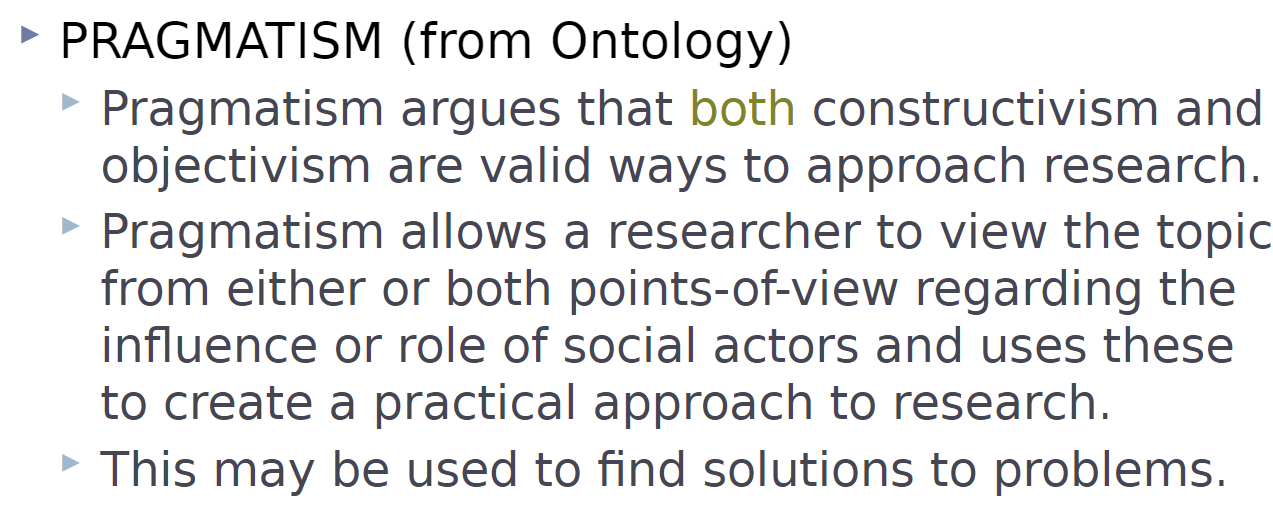 PRAGMATISM (from Ontology)
Pragmatism argues that both constructivism and
objectivism are valid ways to approach research.
Pragmatism allows a researcher to view the topic
from either or both points-of-view regarding the
influence or role of social actors and uses these
to create a practical approach to research.
This may be used to find solutions to problems.